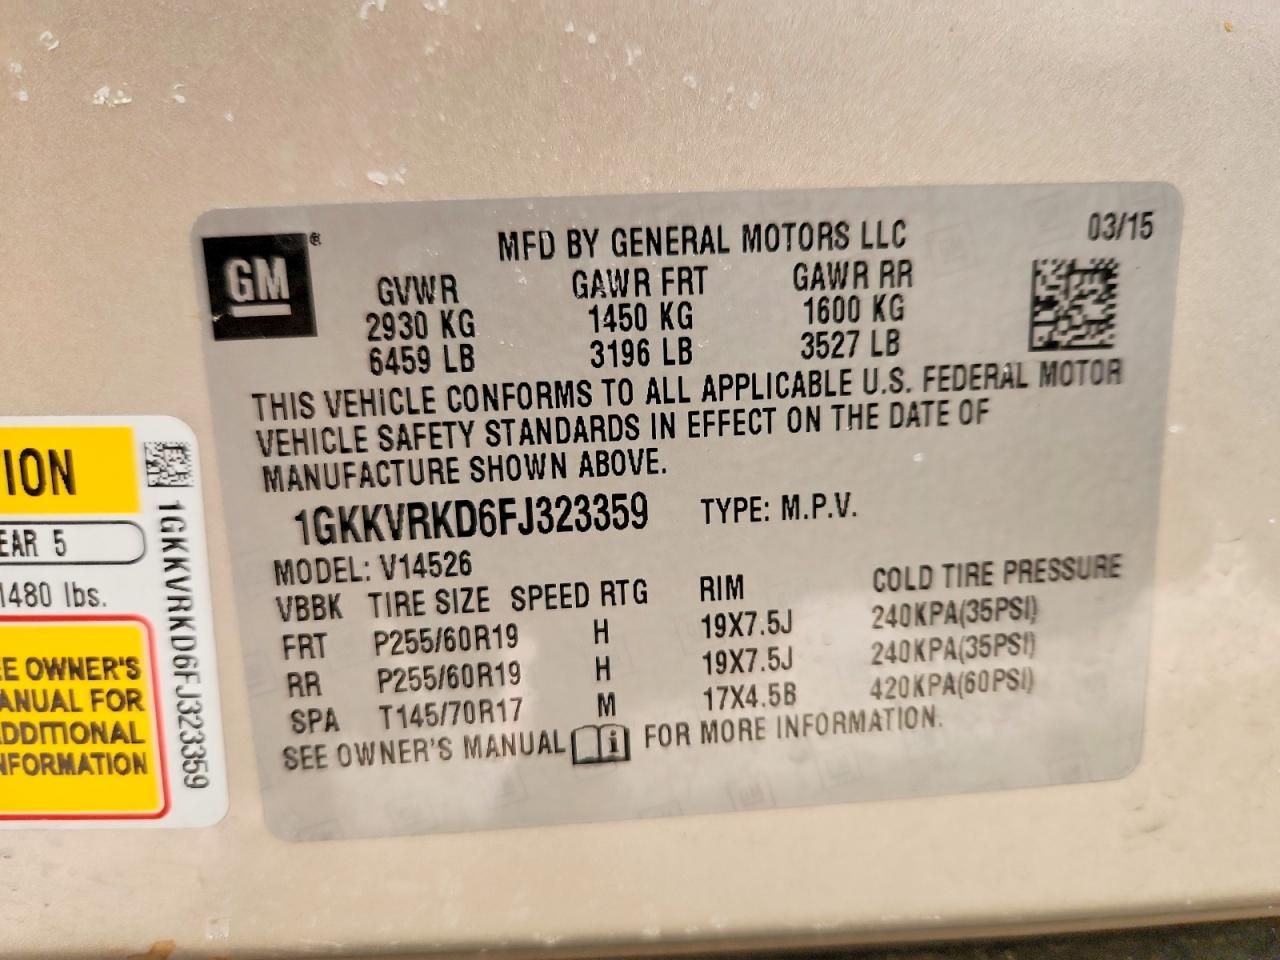 GM
®
MFD BY GENERAL MOTORS LLC
03/15
GVWR GAWR FRT GAWR RR
2930 KG 1450 KG 1600 KG
6459 LB 3196 LB 3527 LB
THIS VEHICLE CONFORMS TO ALL APPLICABLE U.S. FEDERAL MOTOR
VEHICLE SAFETY STANDARDS IN EFFECT ON THE DATE OF
MANUFACTURE SHOWN ABOVE.
1GKKVRKD6FJ323359 TYPE: M.P.V.
MODEL: V14526
VBBK TIRE SIZE SPEED RTG RIM COLD TIRE PRESSURE
FRT P255/60R19 H 19X7.5J 240KPA(35PSI)
RR P255/60R19 H 19X7.5J 240KPA(35PSI)
SPA T145/70R17 M 17X4.5B 420KPA(60PSI)
SEE OWNER'S MANUAL i FOR MORE INFORMATION.
TION
EAR 5
1480 lbs.
EE OWNER'S
ANUAL FOR
DDITIONAL
NFORMATION
1GKKVRKD6FJ323359